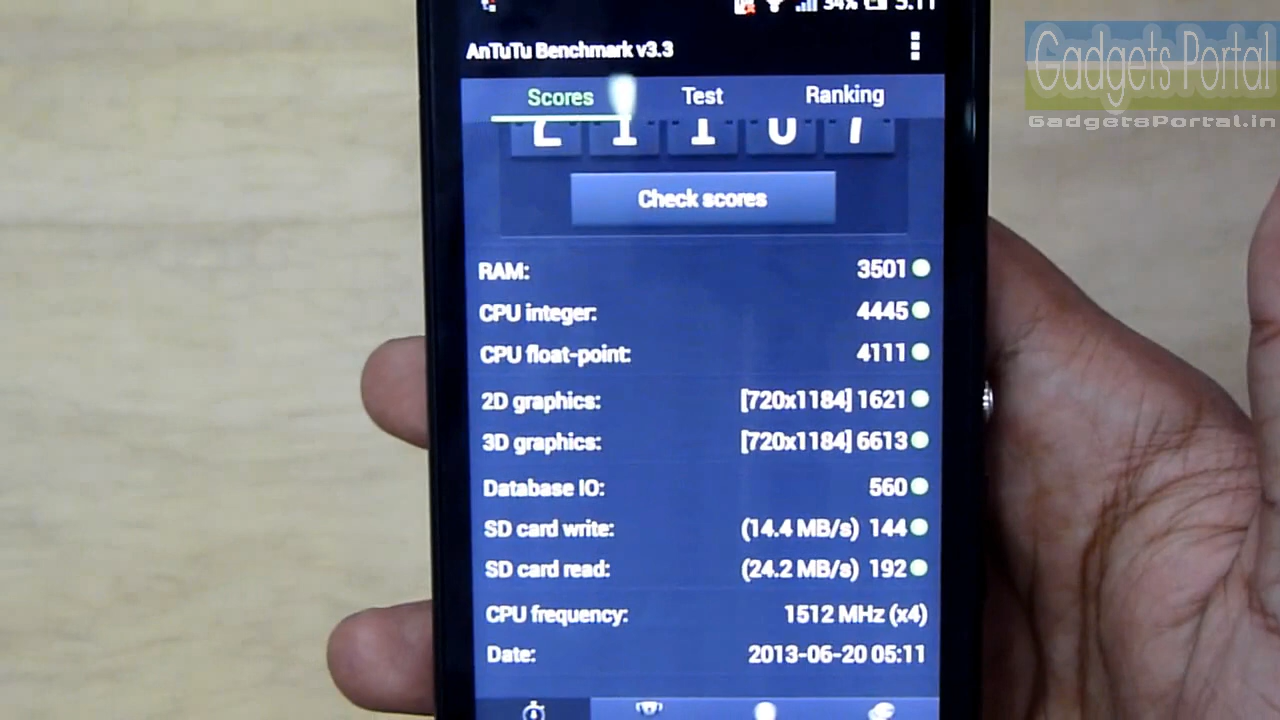 34% 5:11
AnTuTu Benchmark v3.3
Gadgets Portal
GadgetsPortal.in
Scores Test Ranking
Check scores
RAM: 3501
CPU integer: 4445
CPU float-point: 4111
2D graphics: [720x1184] 1621
3D graphics: [720x1184] 6613
Database IO: 560
SD card write: (14.4 MB/s) 144
SD card read: (24.2 MB/s) 192
CPU frequency: 1512 MHz (x4)
Date: 2013-06-20 05:11